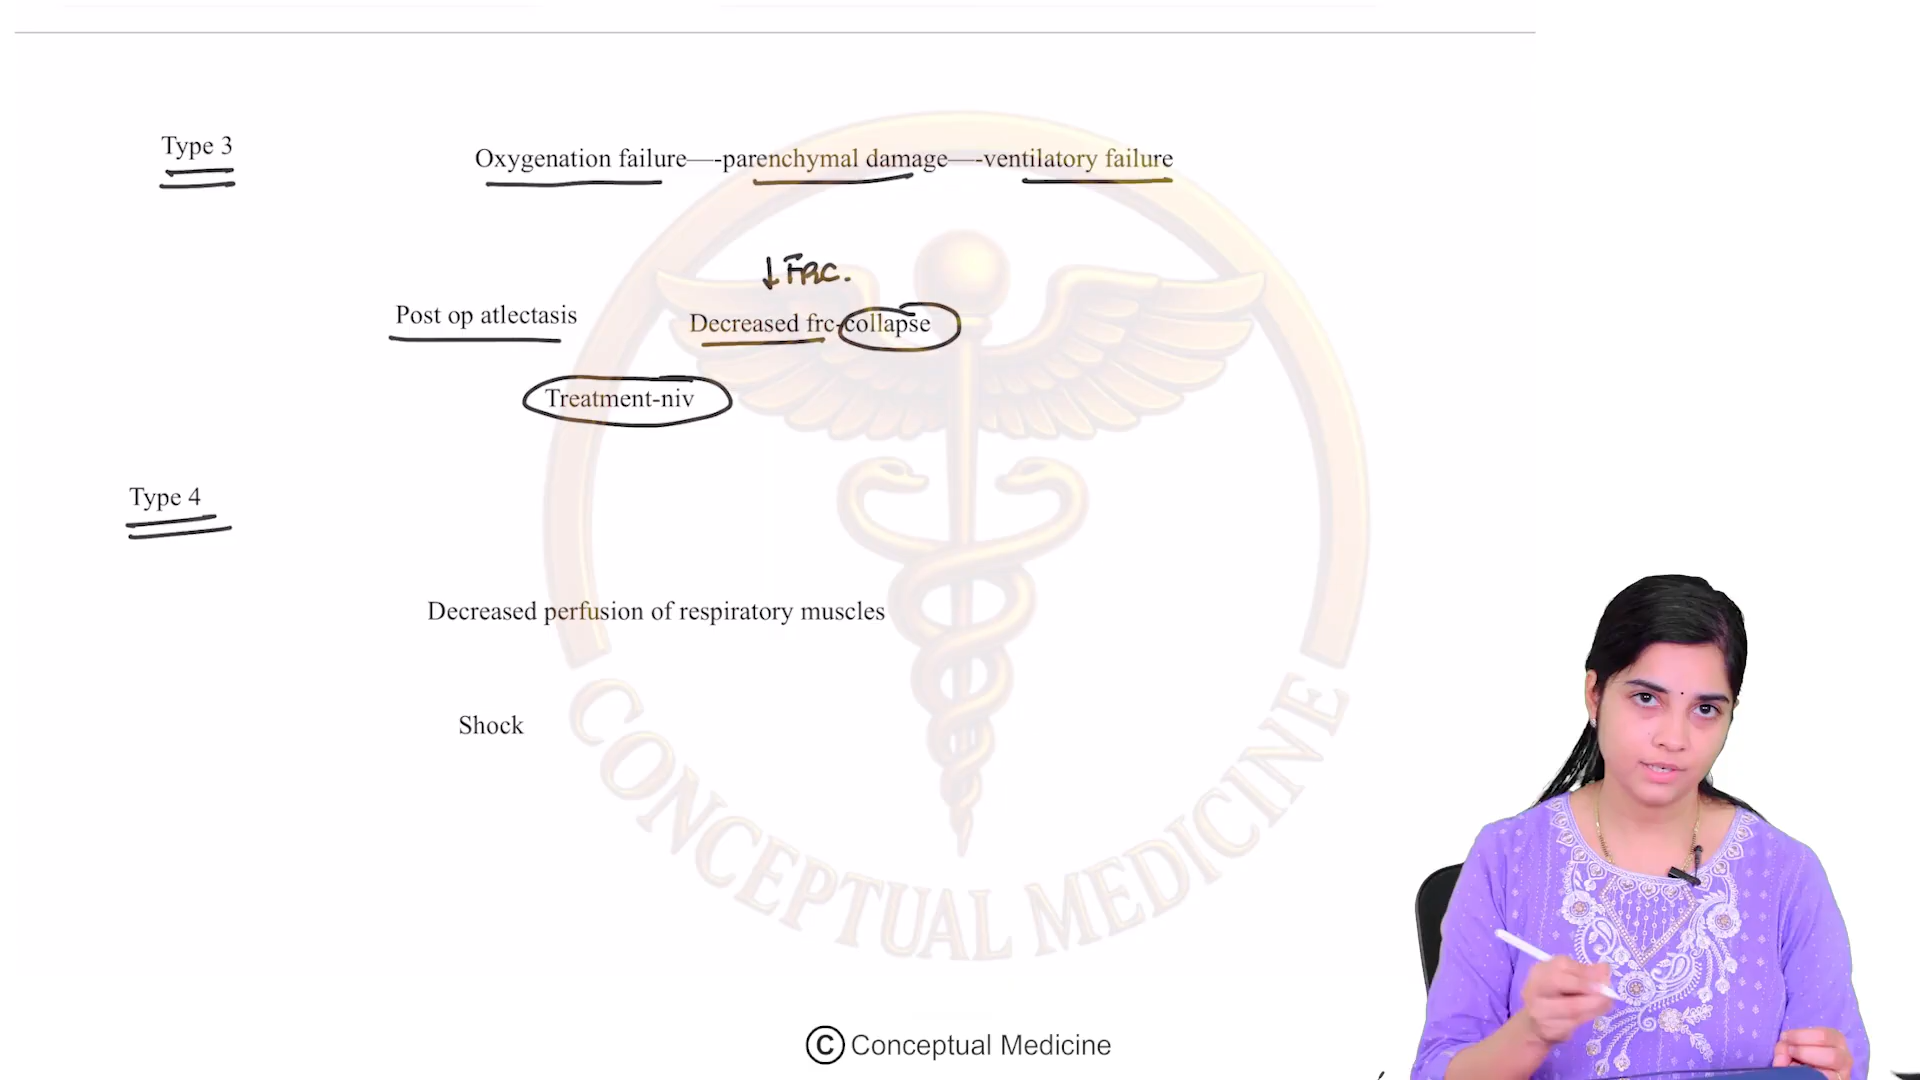 Type 3
Oxygenation failure—-parenchymal damage—-ventilatory failure
↓ FRC.
Post op atlectasis
Decreased frc-collapse
Treatment-niv
Type 4
Decreased perfusion of respiratory muscles
Shock
CONCEPTUAL MEDICINE
© Conceptual Medicine